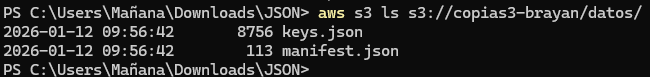 PS C:\Users\Mañana\Downloads\JSON> aws s3 ls s3://copias3-brayan/datos/
2026-01-12 09:56:42       8756 keys.json
2026-01-12 09:56:42        113 manifest.json
PS C:\Users\Mañana\Downloads\JSON>